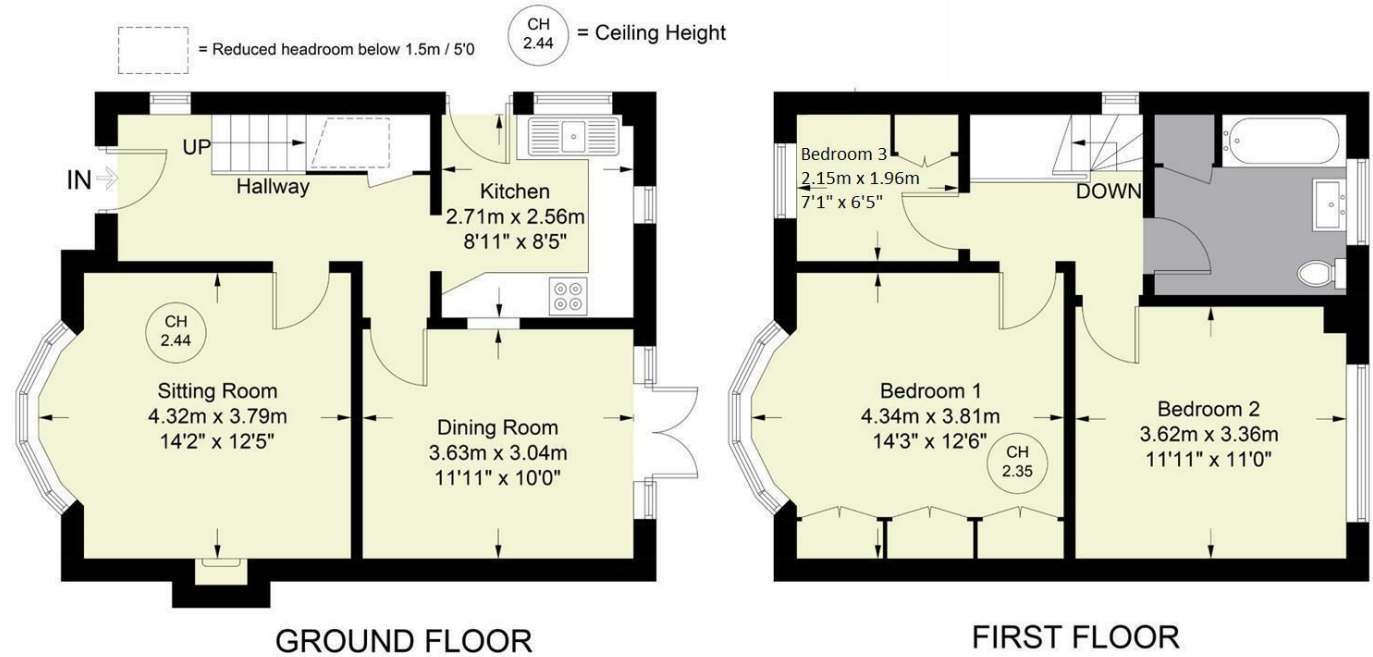 = Reduced headroom below 1.5m / 5'0
CH
2.44
= Ceiling Height
IN
UP
Hallway
Kitchen
2.71m x 2.56m
8'11" x 8'5"
CH
2.44
Sitting Room
4.32m x 3.79m
14'2" x 12'5"
Dining Room
3.63m x 3.04m
11'11" x 10'0"
GROUND FLOOR
Bedroom 3
2.15m x 1.96m
7'1" x 6'5"
DOWN
Bedroom 1
4.34m x 3.81m
14'3" x 12'6"
CH
2.35
Bedroom 2
3.62m x 3.36m
11'11" x 11'0"
FIRST FLOOR